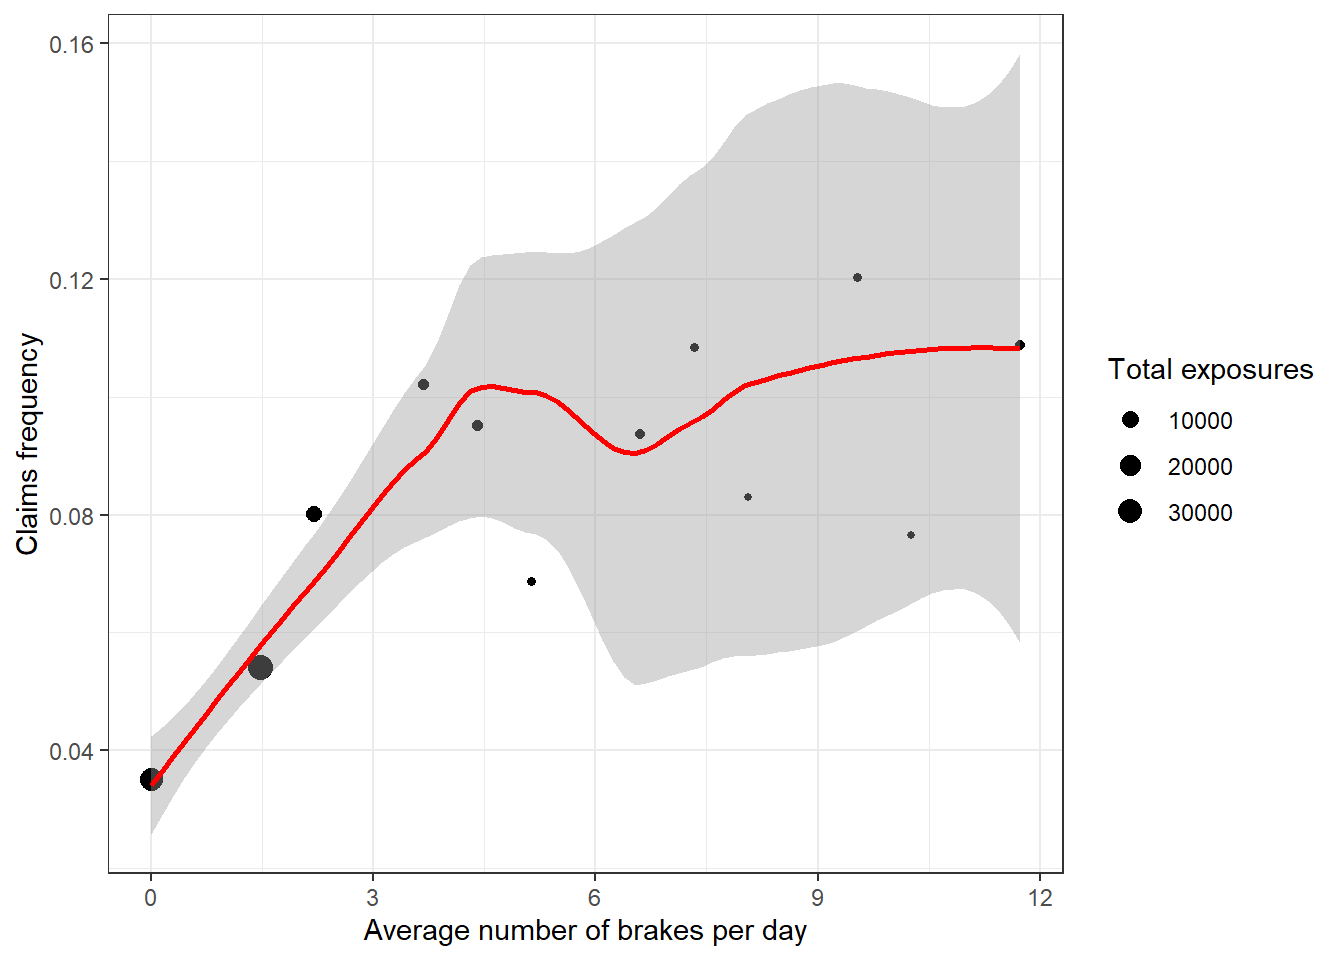 0.16
0.12
0.08
0.04
Claims frequency
0 3 6 9 12
Average number of brakes per day
Total exposures
10000
20000
30000